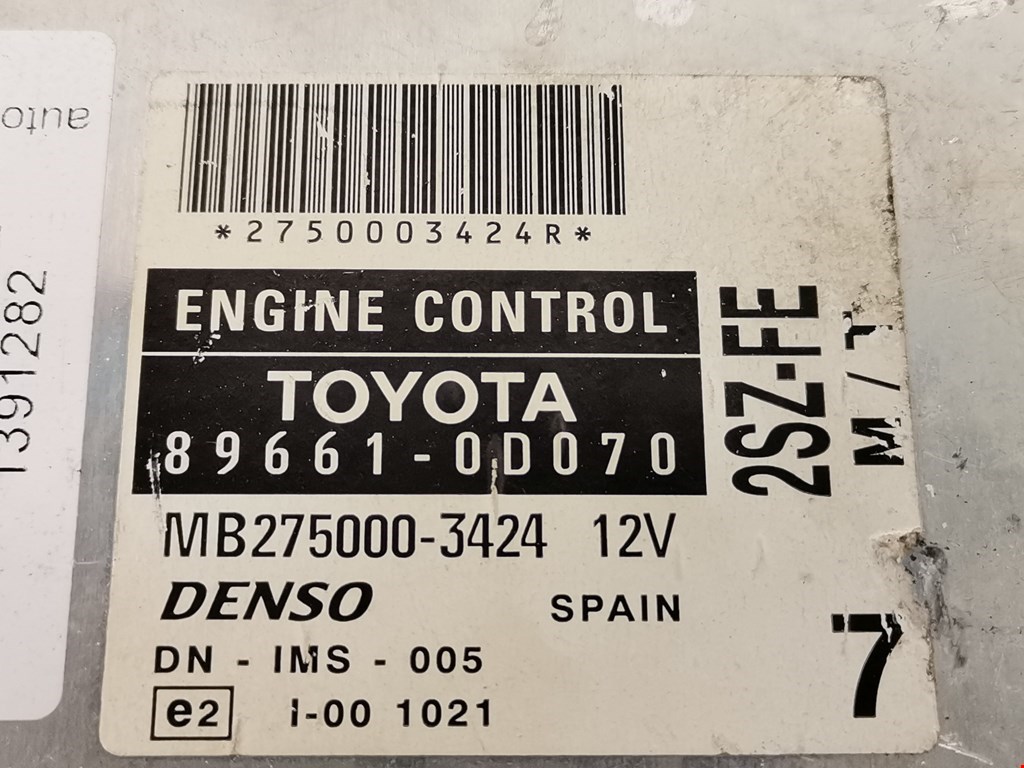 *2750003424R*
ENGINE CONTROL
TOYOTA
89661-0D070
MB275000-3424 12V
DENSO SPAIN
DN - IMS - 005
e2 I-00 1021
2SZ-FE
M/T
7
auto
1391282